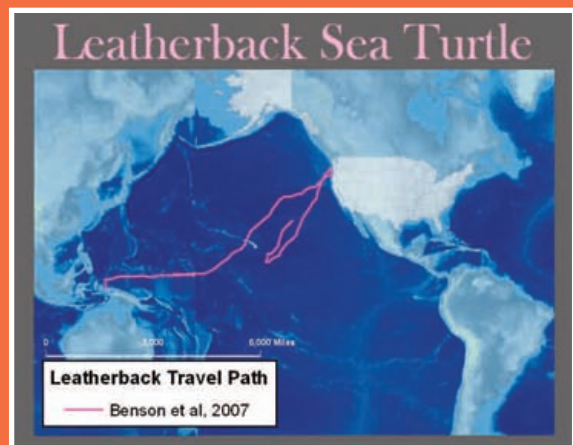 Leatherback Sea Turtle
0 3,000 6,000 Miles
Leatherback Travel Path
Benson et al, 2007